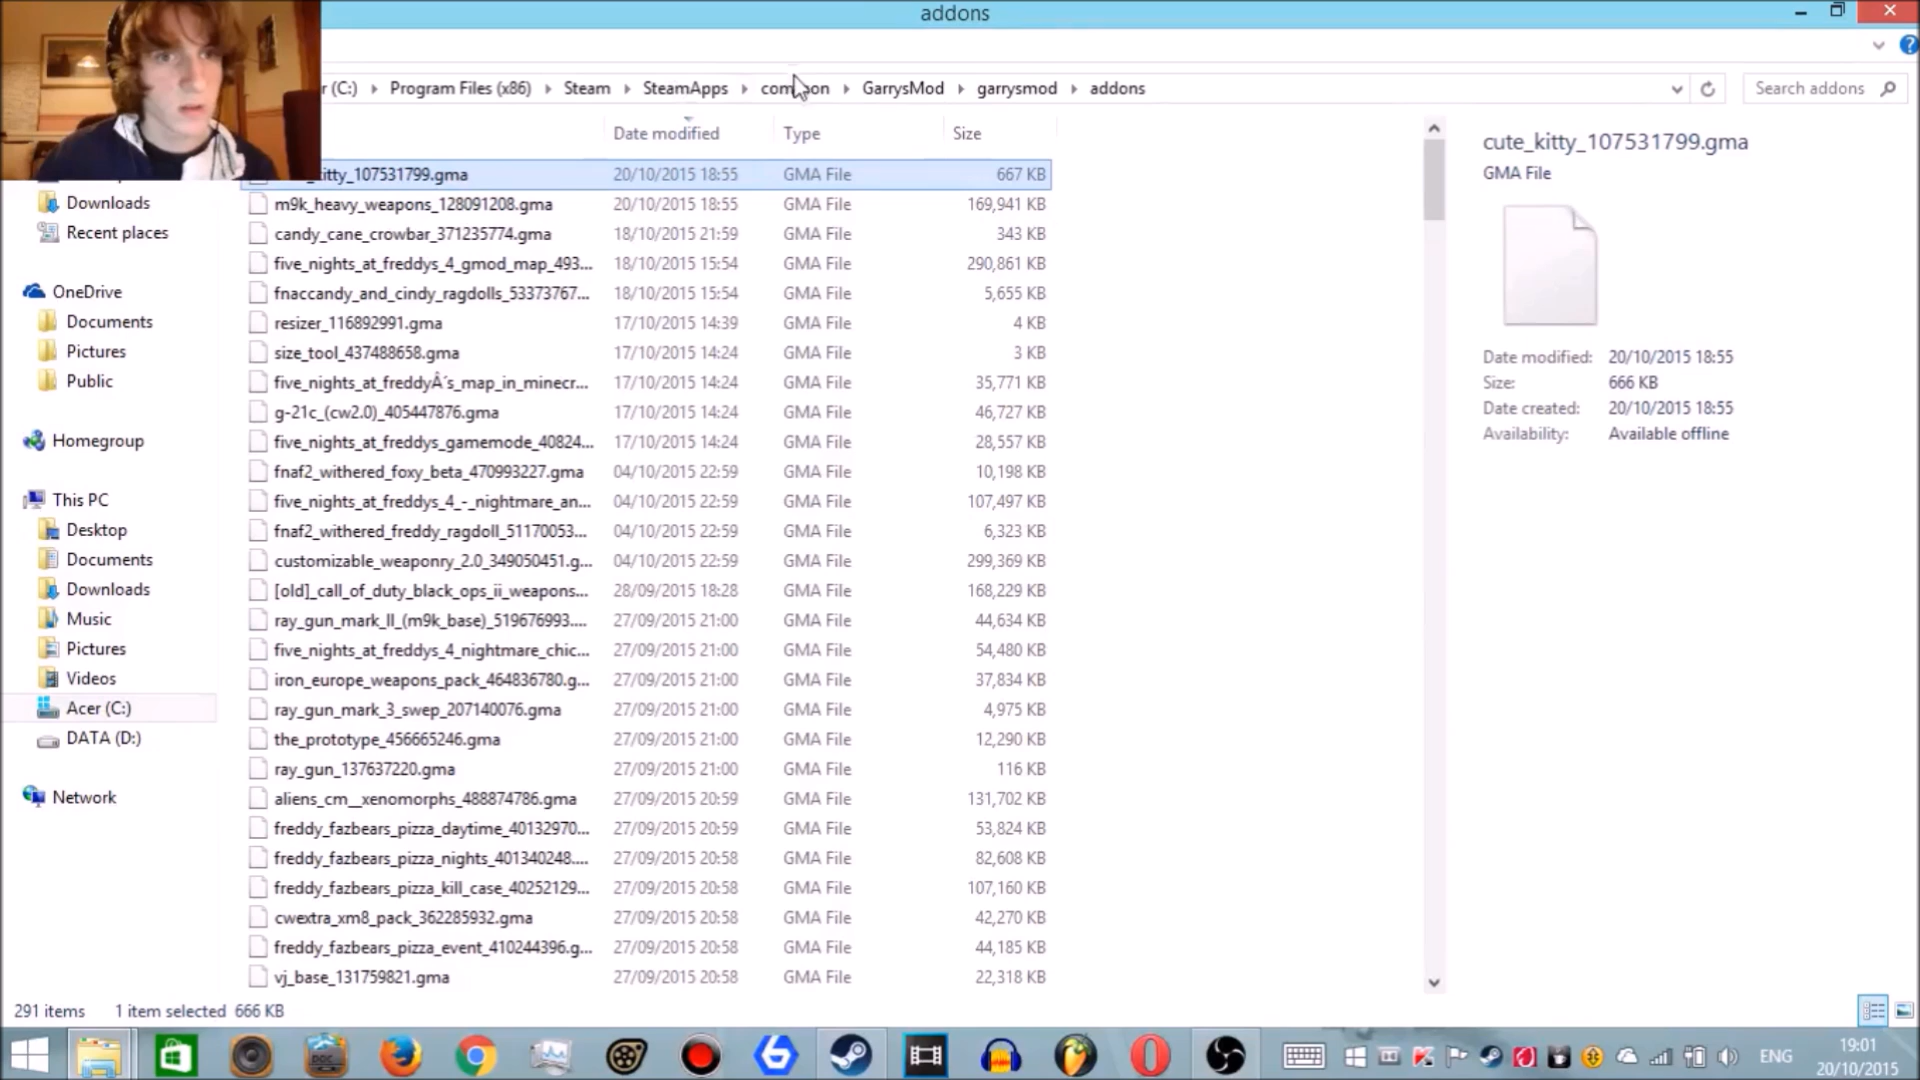 addons
r (C:) Program Files (x86) Steam SteamApps common GarrysMod garrysmod addons
Search addons
Date modified Type Size
kitty_107531799.gma 20/10/2015 18:55 GMA File 667 KB
m9k_heavy_weapons_128091208.gma 20/10/2015 18:55 GMA File 169,941 KB
candy_cane_crowbar_371235774.gma 18/10/2015 21:59 GMA File 343 KB
five_nights_at_freddys_4_gmod_map_493... 18/10/2015 15:54 GMA File 290,861 KB
fnaccandy_and_cindy_ragdolls_53373767... 18/10/2015 15:54 GMA File 5,655 KB
resizer_116892991.gma 17/10/2015 14:39 GMA File 4 KB
size_tool_437488658.gma 17/10/2015 14:24 GMA File 3 KB
five_nights_at_freddyÂ´s_map_in_minecr... 17/10/2015 14:24 GMA File 35,771 KB
g-21c_(cw2.0)_405447876.gma 17/10/2015 14:24 GMA File 46,727 KB
five_nights_at_freddys_gamemode_40824... 17/10/2015 14:24 GMA File 28,557 KB
fnaf2_withered_foxy_beta_470993227.gma 04/10/2015 22:59 GMA File 10,198 KB
five_nights_at_freddys_4_-_nightmare_an... 04/10/2015 22:59 GMA File 107,497 KB
fnaf2_withered_freddy_ragdoll_51170053... 04/10/2015 22:59 GMA File 6,323 KB
customizable_weaponry_2.0_349050451.g... 04/10/2015 22:59 GMA File 299,369 KB
[old]_call_of_duty_black_ops_ii_weapons... 28/09/2015 18:28 GMA File 168,229 KB
ray_gun_mark_II_(m9k_base)_519676993.... 27/09/2015 21:00 GMA File 44,634 KB
five_nights_at_freddys_4_nightmare_chic... 27/09/2015 21:00 GMA File 54,480 KB
iron_europe_weapons_pack_464836780.g... 27/09/2015 21:00 GMA File 37,834 KB
ray_gun_mark_3_swep_207140076.gma 27/09/2015 21:00 GMA File 4,975 KB
the_prototype_456665246.gma 27/09/2015 21:00 GMA File 12,290 KB
ray_gun_137637220.gma 27/09/2015 21:00 GMA File 116 KB
aliens_cm__xenomorphs_488874786.gma 27/09/2015 20:59 GMA File 131,702 KB
freddy_fazbears_pizza_daytime_40132970... 27/09/2015 20:59 GMA File 53,824 KB
freddy_fazbears_pizza_nights_401340248.... 27/09/2015 20:58 GMA File 82,608 KB
freddy_fazbears_pizza_kill_case_40252129... 27/09/2015 20:58 GMA File 107,160 KB
cwextra_xm8_pack_362285932.gma 27/09/2015 20:58 GMA File 42,270 KB
freddy_fazbears_pizza_event_410244396.g... 27/09/2015 20:58 GMA File 44,185 KB
vj_base_131759821.gma 27/09/2015 20:58 GMA File 22,318 KB
Downloads
Recent places
OneDrive
Documents
Pictures
Public
Homegroup
This PC
Desktop
Documents
Downloads
Music
Pictures
Videos
Acer (C:)
DATA (D:)
Network
cute_kitty_107531799.gma
GMA File
Date modified: 20/10/2015 18:55
Size: 666 KB
Date created: 20/10/2015 18:55
Availability: Available offline
291 items 1 item selected 666 KB
DOC
ENG
19:01
20/10/2015